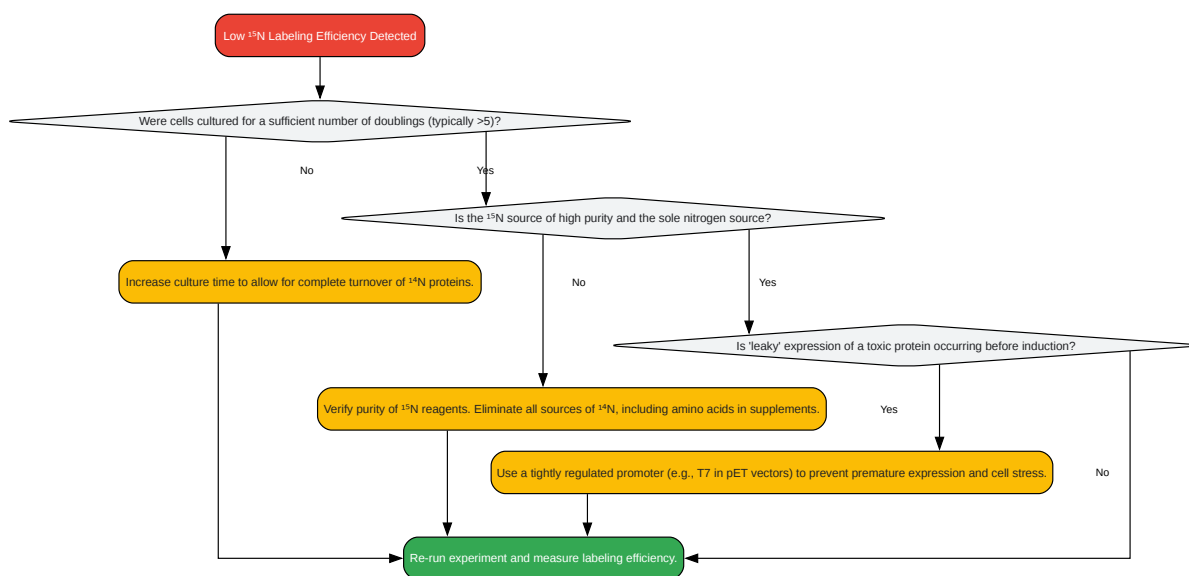 Low ¹⁵N Labeling Efficiency Detected
Were cells cultured for a sufficient number of doublings (typically >5)?
No
Yes
Is the ¹⁵N source of high purity and the sole nitrogen source?
Increase culture time to allow for complete turnover of ¹⁴N proteins.
No
Yes
Is 'leaky' expression of a toxic protein occurring before induction?
Verify purity of ¹⁵N reagents. Eliminate all sources of ¹⁴N, including amino acids in supplements.
Yes
Use a tightly regulated promoter (e.g., T7 in pET vectors) to prevent premature expression and cell stress.
No
Re-run experiment and measure labeling efficiency.